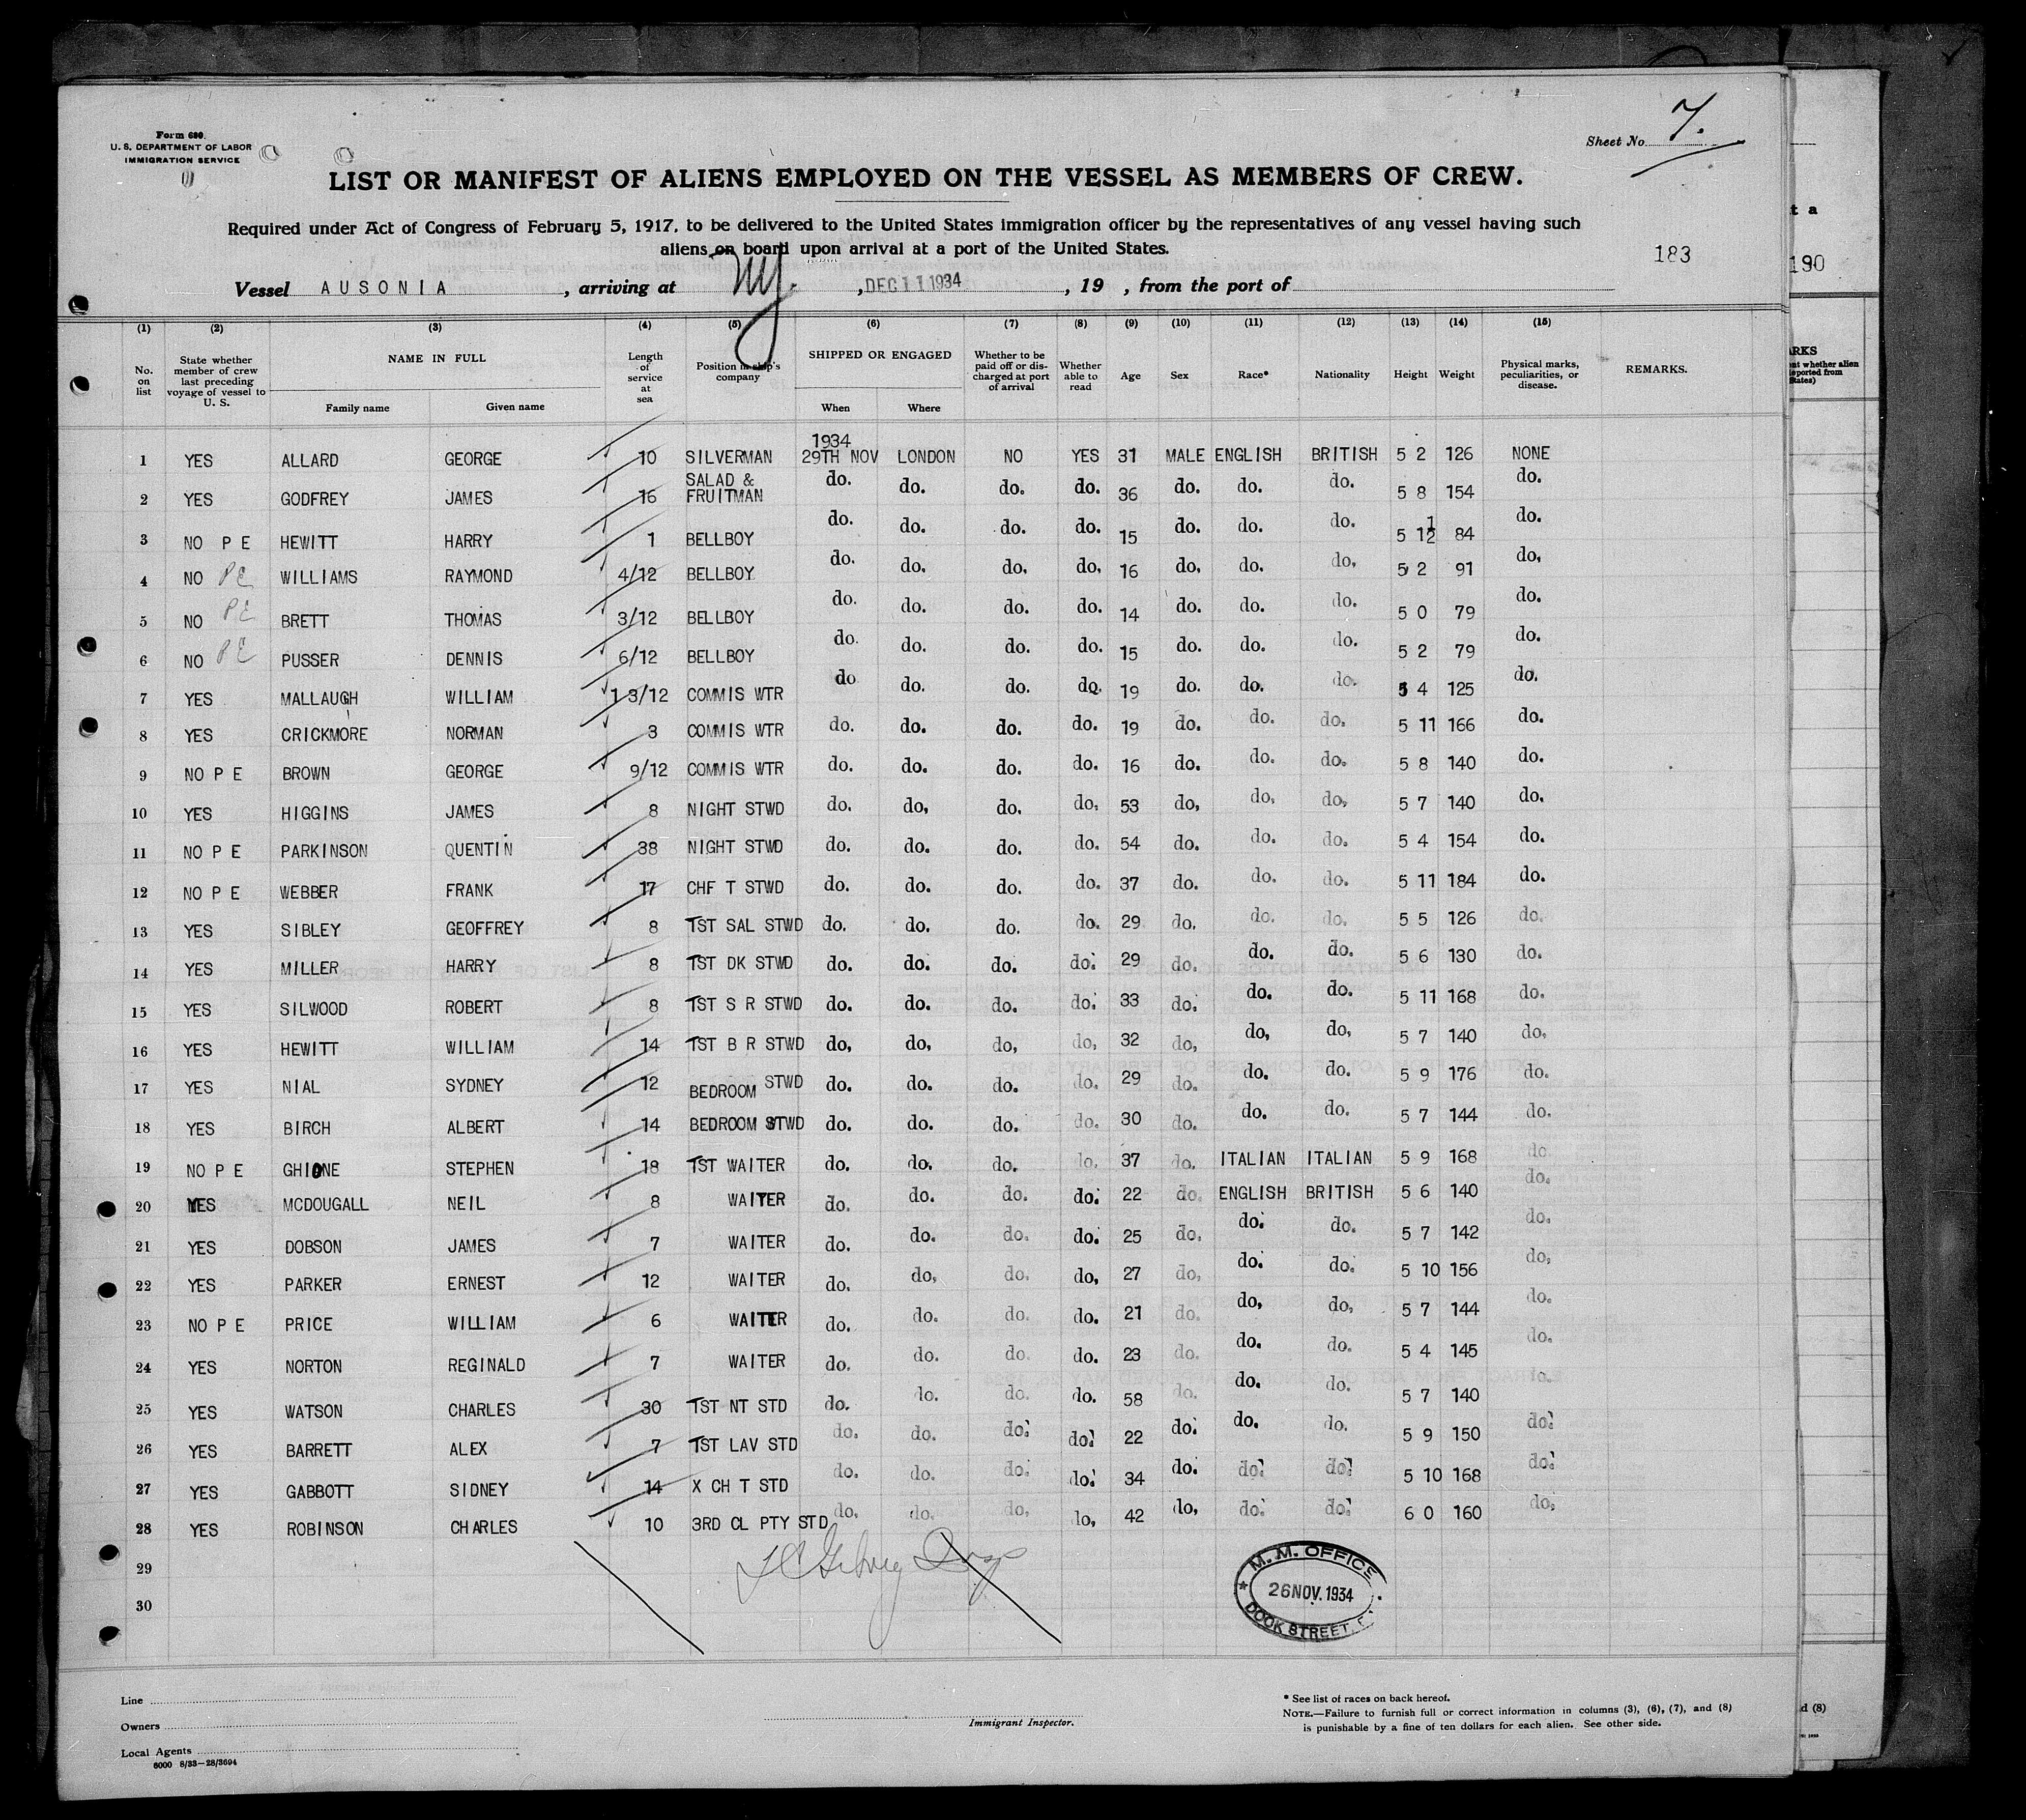 Form 680.
U. S. DEPARTMENT OF LABOR
IMMIGRATION SERVICE
Sheet No. 7.
LIST OR MANIFEST OF ALIENS EMPLOYED ON THE VESSEL AS MEMBERS OF CREW.
Required under Act of Congress of February 5, 1917, to be delivered to the United States immigration officer by the representatives of any vessel having such
aliens on board upon arrival at a port of the United States.
183
190
Vessel AUSONIA, arriving at NY., DEC 11 1934, 19 , from the port of
(1) (2) (3) (4) (5) (6) (7) (8) (9) (10) (11) (12) (13) (14) (15)
No. on list
State whether member of crew last preceding voyage of vessel to U. S.
NAME IN FULL
Family name
Given name
Length of service at sea
Position in ship's company
SHIPPED OR ENGAGED
When
Where
Whether to be paid off or discharged at port of arrival
Whether able to read
Age
Sex
Race*
Nationality
Height
Weight
Physical marks, peculiarities, or disease.
REMARKS.
1934
1 YES ALLARD GEORGE 10 SILVERMAN 29TH NOV LONDON NO YES 31 MALE ENGLISH BRITISH 5 2 126 NONE
2 YES GODFREY JAMES 16 SALAD & FRUITMAN do. do. do. do. 36 do. do. do. 5 8 154 do.
3 NO P E HEWITT HARRY 1 BELLBOY do. do. do. do. 15 do. do. do. 5 1½ 84 do.
4 NO PE WILLIAMS RAYMOND 4/12 BELLBOY do. do. do, do, 16 do. do. do, 5 2 91 do,
5 NO PE BRETT THOMAS 3/12 BELLBOY do. do. do. do. 14 do. do. do. 5 0 79 do.
6 NO PE PUSSER DENNIS 6/12 BELLBOY do. do. do. do. 15 do. do. do. 5 2 79 do.
7 YES MALLAUGH WILLIAM 1 3/12 COMMIS WTR do do. do. do. 19 do. do. do. 5 4 125 do.
8 YES CRICKMORE NORMAN 3 COMMIS WTR do. do. do. do. 19 do. do. do. 5 11 166 do.
9 NO P E BROWN GEORGE 9/12 COMMIS WTR do. do. do. do. 16 do. do. do. 5 8 140 do.
10 YES HIGGINS JAMES 8 NIGHT STWD do. do, do. do, 53 do, do, do, 5 7 140 do.
11 NO P E PARKINSON QUENTIN 38 NIGHT STWD do. do. do. do. 54 do. do. do. 5 4 154 do.
12 NO P E WEBBER FRANK 17 CHF T STWD do. do. do. do. 37 do. do. do. 5 11 184 do.
13 YES SIBLEY GEOFFREY 8 TST SAL STWD do. do. do. do. 29 do. do. do. 5 5 126 do.
14 YES MILLER HARRY 8 TST DK STWD do. do. do. do. 29 do. do. do. 5 6 130 do.
15 YES SILWOOD ROBERT 8 TST S R STWD do. do. do. do. 33 do. do. do. 5 11 168 do.
16 YES HEWITT WILLIAM 14 TST B R STWD do, do, do, do, 32 do, do, do, 5 7 140 do,
17 YES NIAL SYDNEY 12 BEDROOM STWD do. do. do. do. 29 do. do. do. 5 9 176 do.
18 YES BIRCH ALBERT 14 BEDROOM STWD do. do. do. do. 30 do. do. do. 5 7 144 do.
19 NO P E GHIONE STEPHEN 18 TST WAITER do. do. do. do. 37 do. ITALIAN ITALIAN 5 9 168 do
20 YES MCDOUGALL NEIL 8 WAITER do. do. do. do. 22 do. ENGLISH BRITISH 5 6 140 do.
21 YES DOBSON JAMES 7 WAITER do. do. do. do. 25 do, do. do. 5 7 142 do.
22 YES PARKER ERNEST 12 WAITER do. do, do. do, 27 do, do. do. 5 10 156 do,
23 NO P E PRICE WILLIAM 6 WAITER do. do. do. do. 21 do. do, do, 5 7 144 do.
24 YES NORTON REGINALD 7 WAITER do. do. do. do. 23 do. do. do. 5 4 145 do.
25 YES WATSON CHARLES 30 TST NT STD do. do. do. do. 58 do. do. do. 5 7 140 do.
26 YES BARRETT ALEX 7 TST LAV STD do. do. do. do. 22 do. do. do. 5 9 150 do.
27 YES GABBOTT SIDNEY 14 X CH T STD do. do. do. do. 34 do. do. do. 5 10 168 do.
28 YES ROBINSON CHARLES 10 3RD CL PTY STD do, do. do, do, 42 do, do. do. 6 0 160 do,
29
30
M. M. OFFICE
26 NOV. 1934
DOCK STREET, E.
Line
Owners
Local Agents
6000 8/33—28/3694
Immigrant Inspector.
* See list of races on back hereof.
NOTE.—Failure to furnish full or correct information in columns (3), (6), (7), and (8)
is punishable by a fine of ten dollars for each alien. See other side.